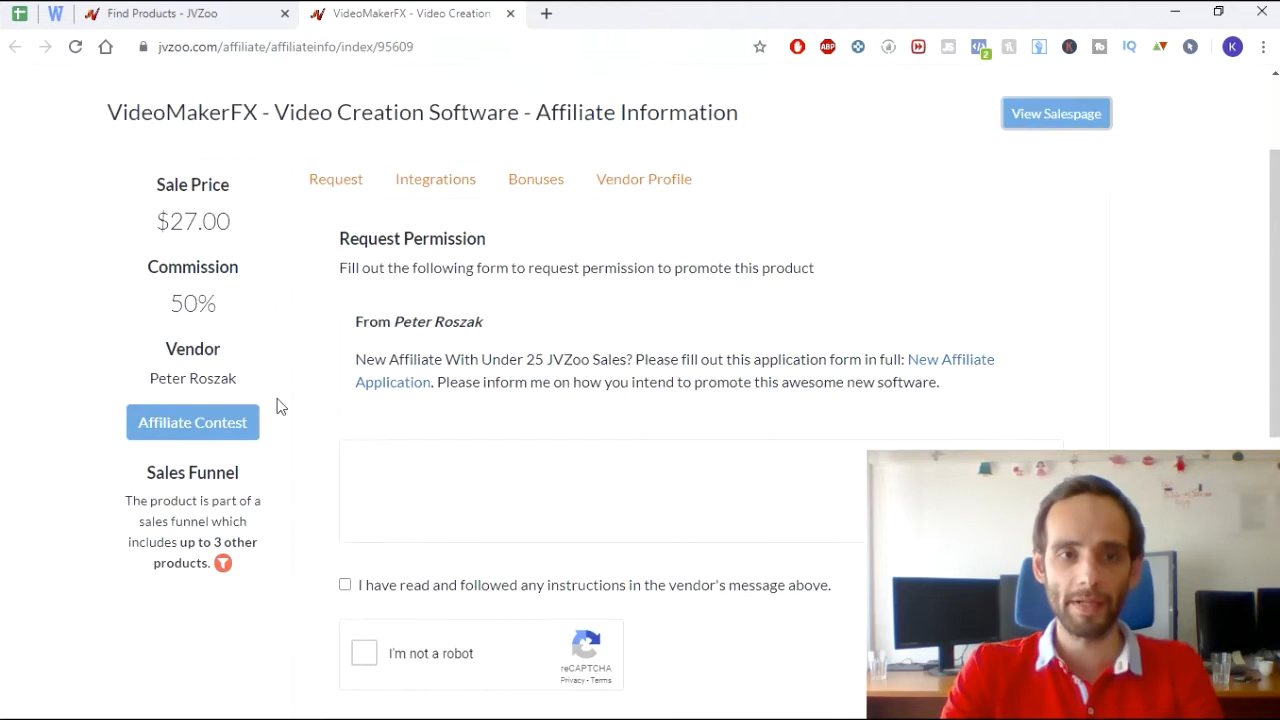 Find Products - JVZoo
VideoMakerFX - Video Creation
jvzoo.com/affiliate/affiliateinfo/index/95609
ABP
2
IQ
K
VideoMakerFX - Video Creation Software - Affiliate Information
View Salespage
Sale Price
$27.00
Commission
50%
Vendor
Peter Roszak
Affiliate Contest
Sales Funnel
The product is part of a
sales funnel which
includes up to 3 other
products.
Request Integrations Bonuses Vendor Profile
Request Permission
Fill out the following form to request permission to promote this product
From Peter Roszak
New Affiliate With Under 25 JVZoo Sales? Please fill out this application form in full: New Affiliate
Application. Please inform me on how you intend to promote this awesome new software.
I have read and followed any instructions in the vendor's message above.
I'm not a robot
reCAPTCHA
Privacy - Terms